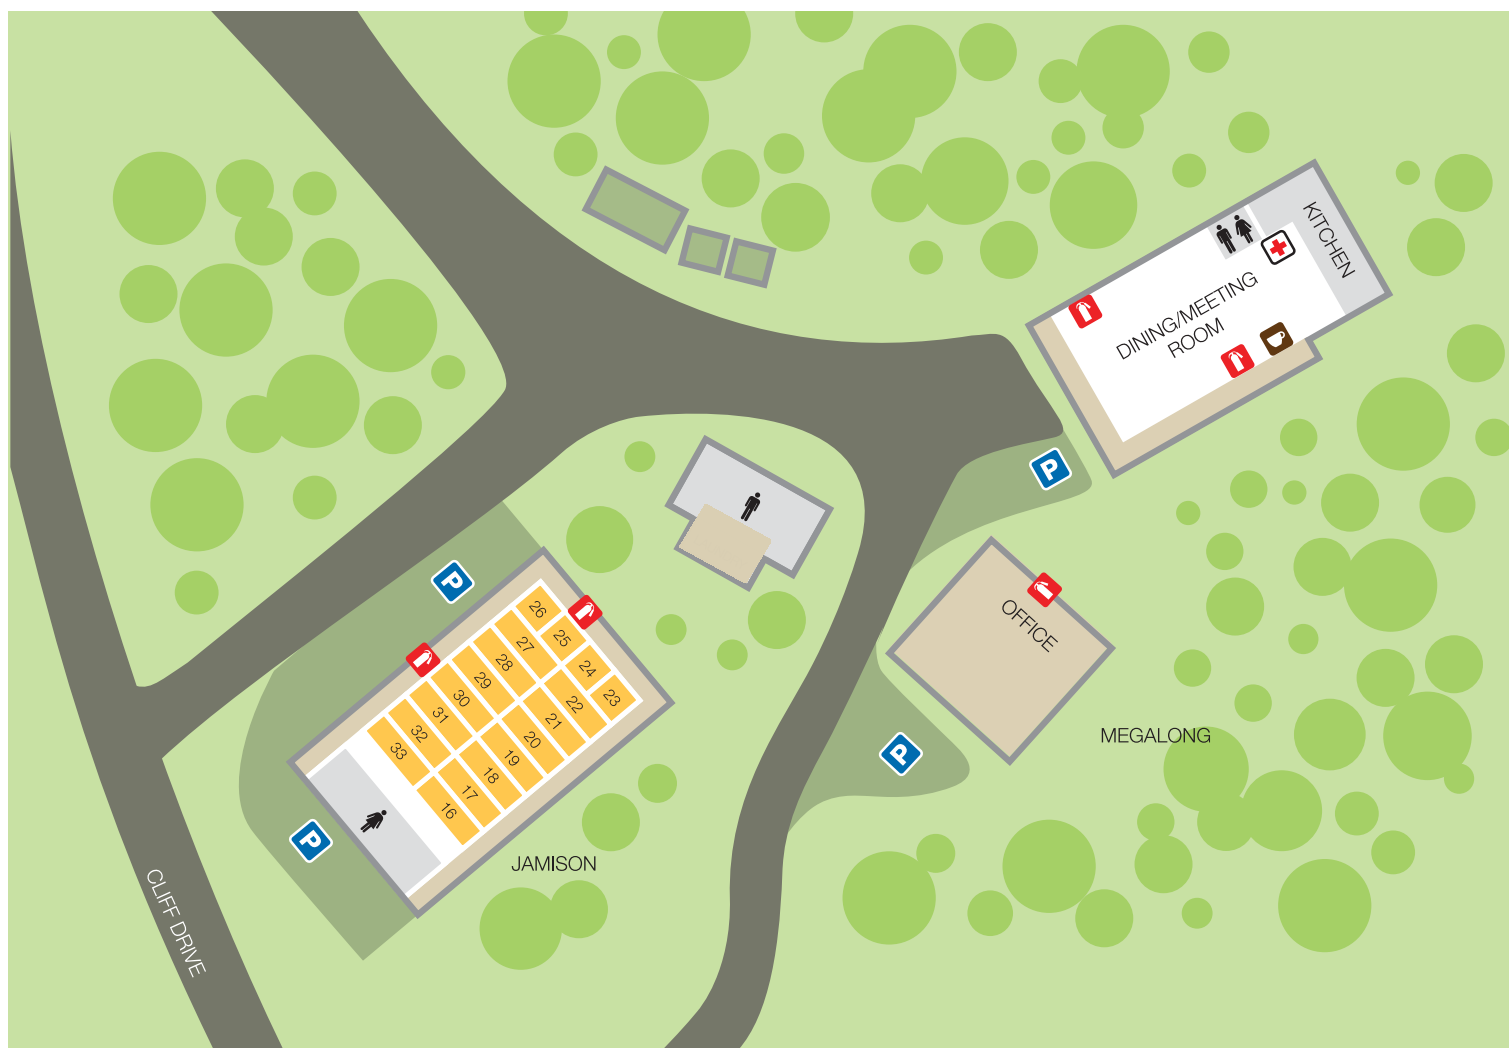 KITCHEN
DINING/MEETING
ROOM
P
P
OFFICE
26
25
27
24
28
23
29
22
30
21
31
20
32
19
33
18
17
16
MEGALONG
P
P
JAMISON
CLIFF DRIVE